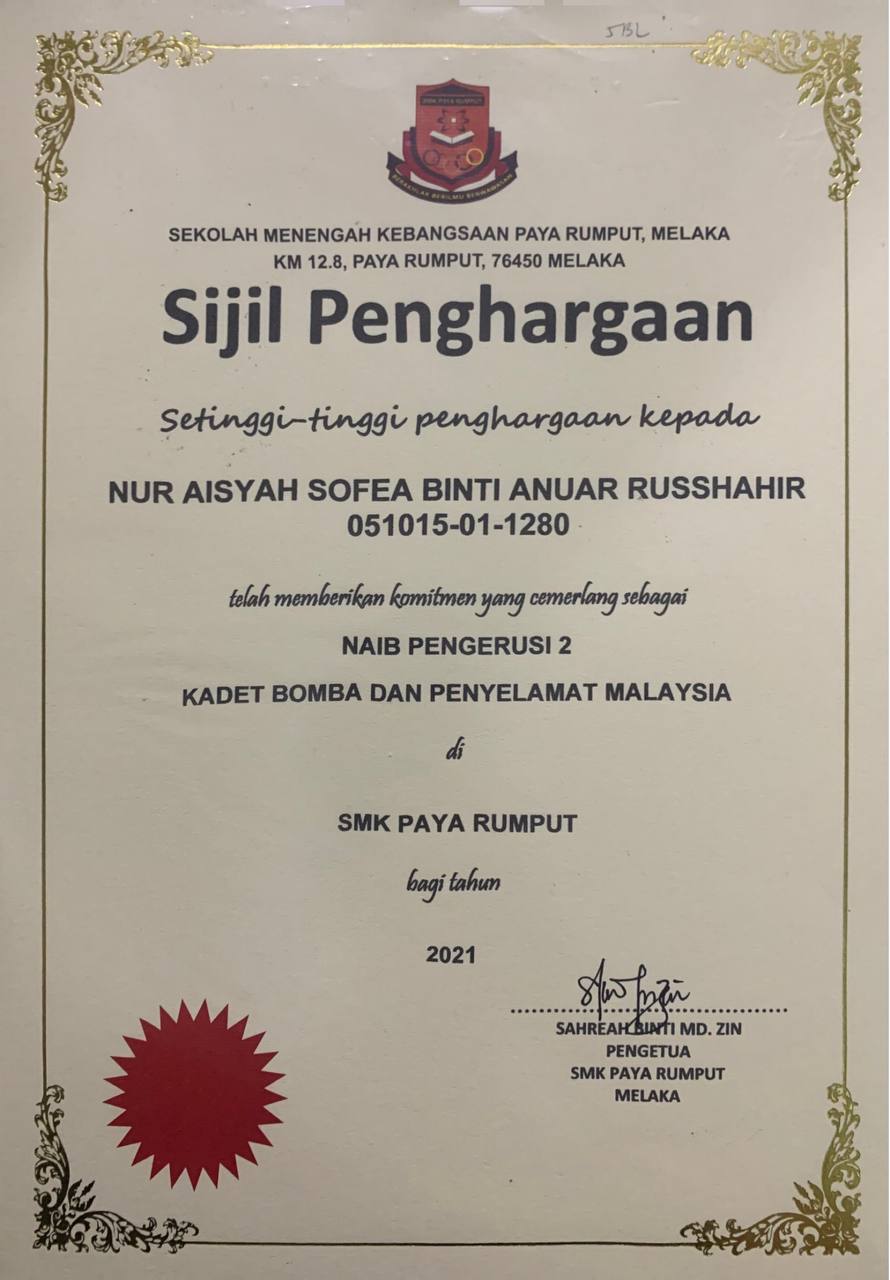 5BL
SMK PAYA RUMPUT
BERAKHLAK BERILMU BERWAWASAN
SEKOLAH MENENGAH KEBANGSAAN PAYA RUMPUT, MELAKA
KM 12.8, PAYA RUMPUT, 76450 MELAKA
Sijil Penghargaan
Setinggi-tinggi penghargaan kepada
NUR AISYAH SOFEA BINTI ANUAR RUSSHAHIR
051015-01-1280
telah memberikan komitmen yang cemerlang sebagai
NAIB PENGERUSI 2
KADET BOMBA DAN PENYELAMAT MALAYSIA
di
SMK PAYA RUMPUT
bagi tahun
2021
SAHREAH BINTI MD. ZIN
PENGETUA
SMK PAYA RUMPUT
MELAKA